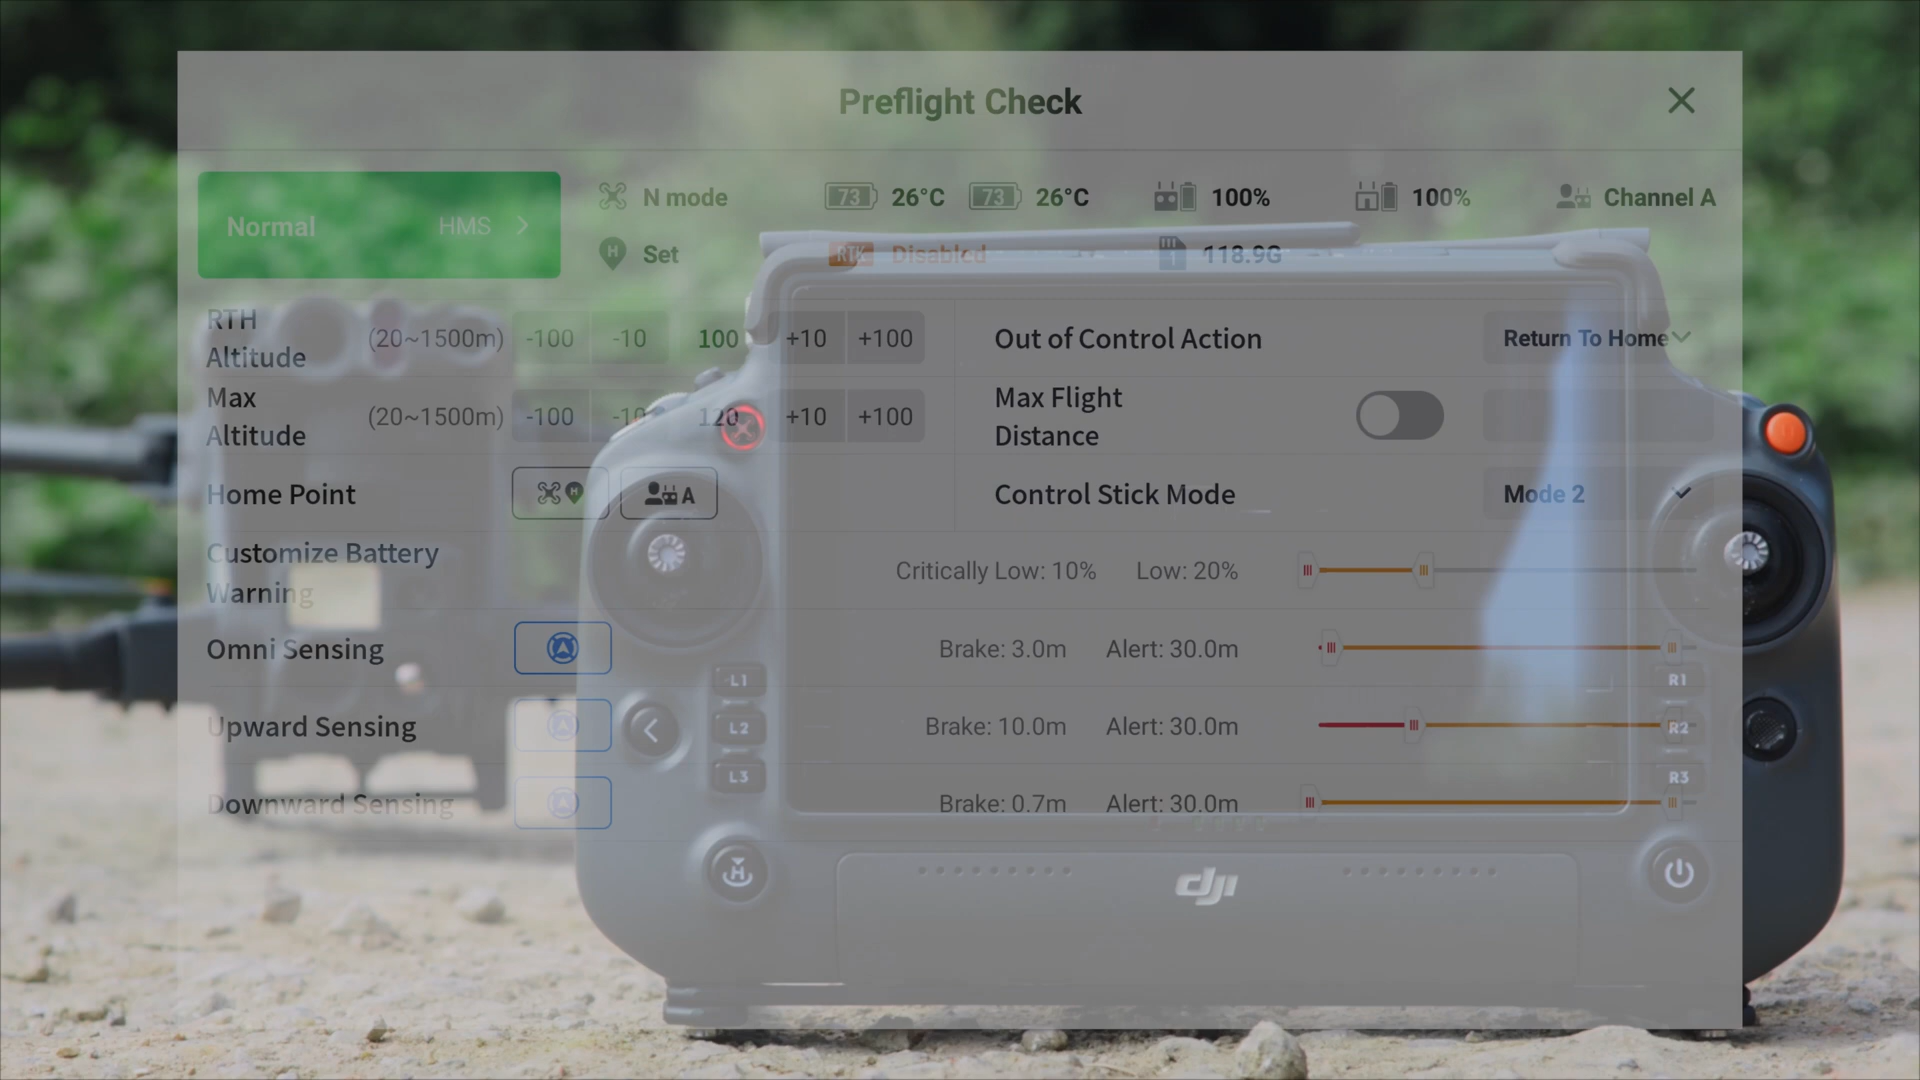 Preflight Check
Normal HMS
N mode
73 26°C 73 26°C
100%
100%
Channel A
H Set
RTK Disabled
1 118.9G
RTH Altitude (20~1500m) -100 -10 100 +10 +100
Out of Control Action Return To Home
Max Altitude (20~1500m) -100 -10 120 +10 +100
Max Flight Distance
Home Point H A
Control Stick Mode Mode 2
Customize Battery Warning Critically Low: 10% Low: 20%
Omni Sensing Brake: 3.0m Alert: 30.0m
Upward Sensing Brake: 10.0m Alert: 30.0m
Downward Sensing Brake: 0.7m Alert: 30.0m
L1
L2
L3
R1
R2
R3
H
dji